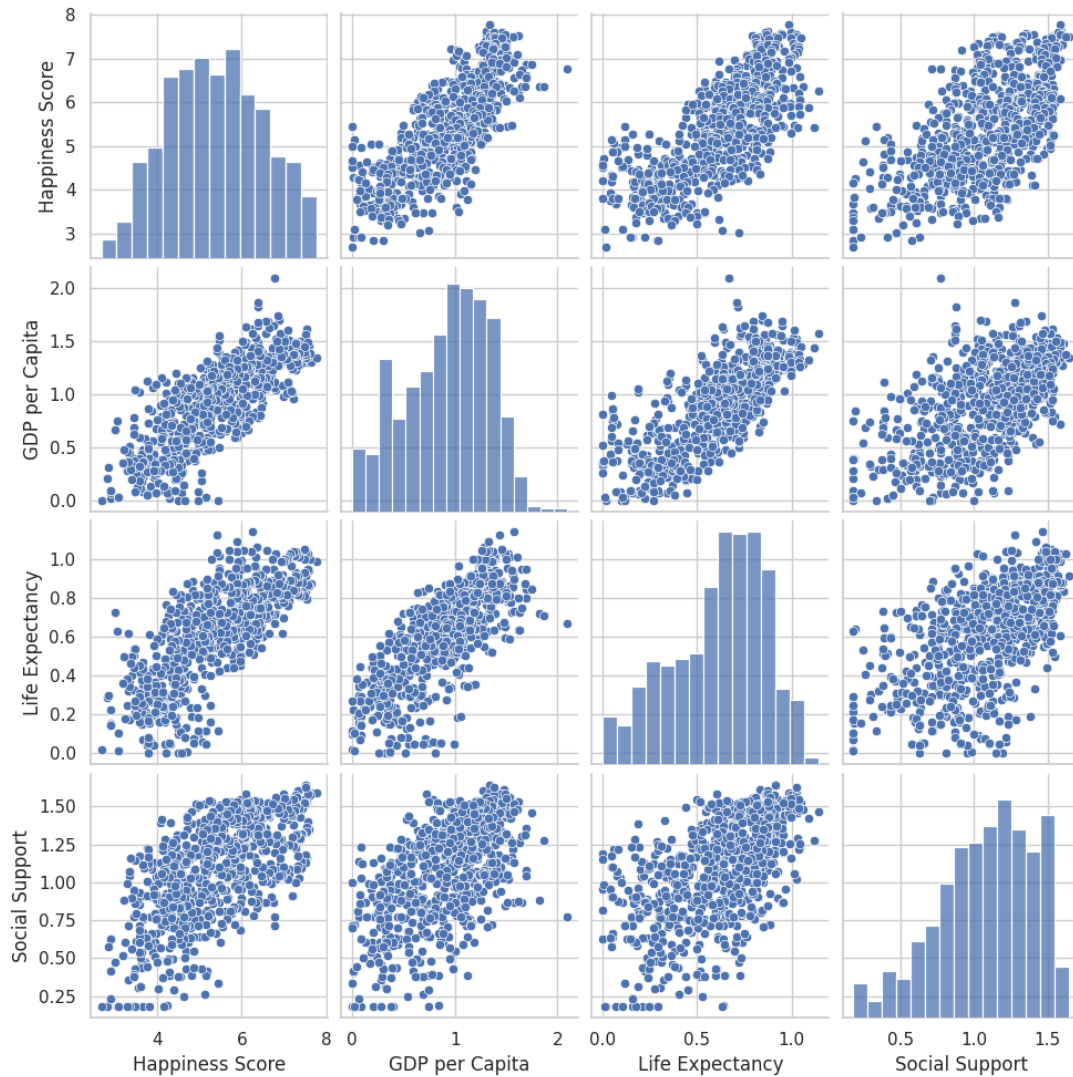 8
7
6
5
4
3
Happiness Score
2.0
1.5
1.0
0.5
0.0
GDP per Capita
1.0
0.8
0.6
0.4
0.2
0.0
Life Expectancy
1.50
1.25
1.00
0.75
0.50
0.25
Social Support
4 6 8
0 1 2
0.0 0.5 1.0
0.5 1.0 1.5
Happiness Score
GDP per Capita
Life Expectancy
Social Support